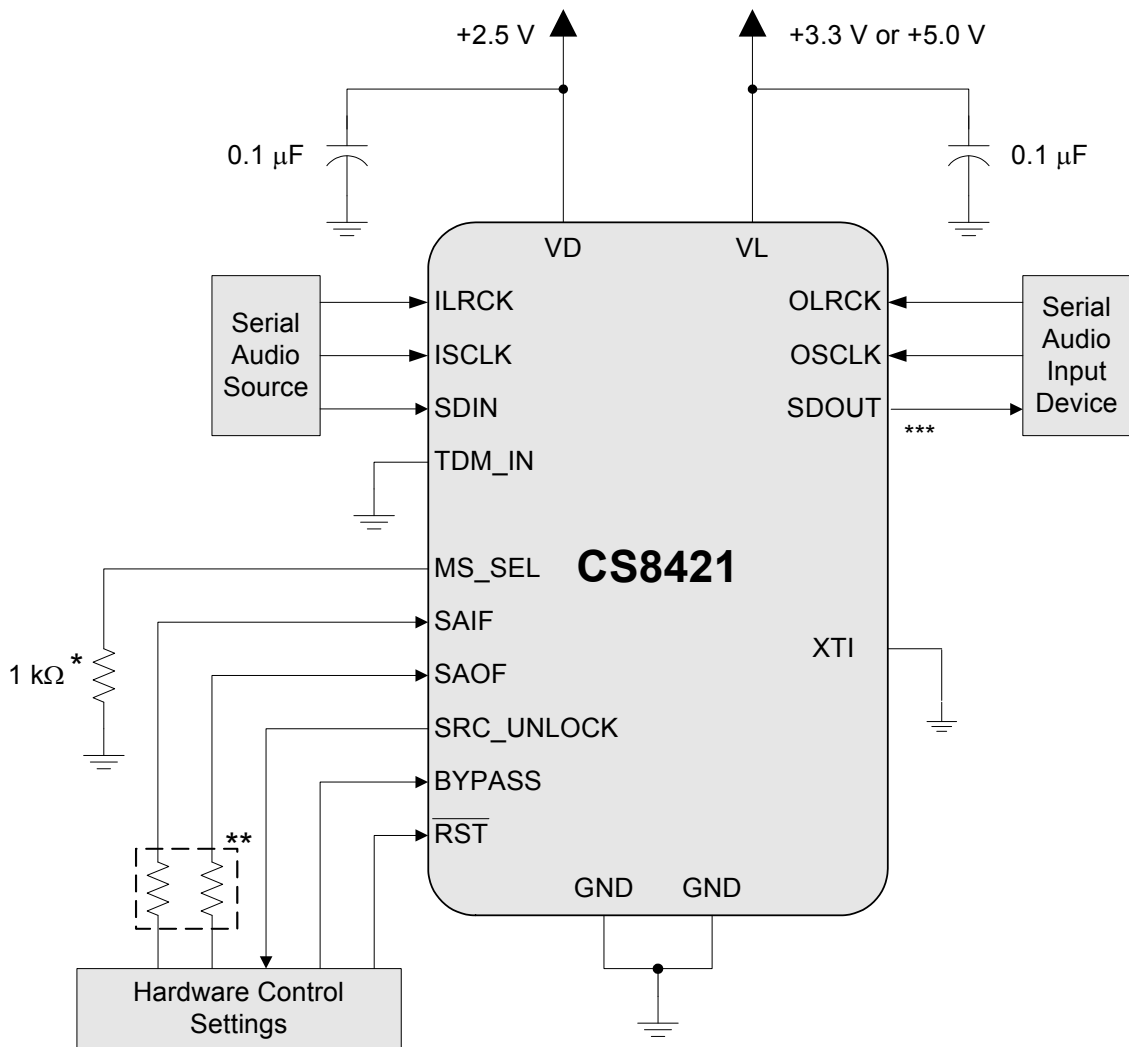 +2.5 V
+3.3 V or +5.0 V
0.1 μF
0.1 μF
VD
VL
Serial
Audio
Source
ILRCK
ISCLK
SDIN
TDM_IN
OLRCK
OSCLK
SDOUT
***
Serial
Audio
Input
Device
MS_SEL
CS8421
SAIF
SAOF
SRC_UNLOCK
BYPASS
RST
XTI
1 kΩ *
**
GND
GND
Hardware Control
Settings